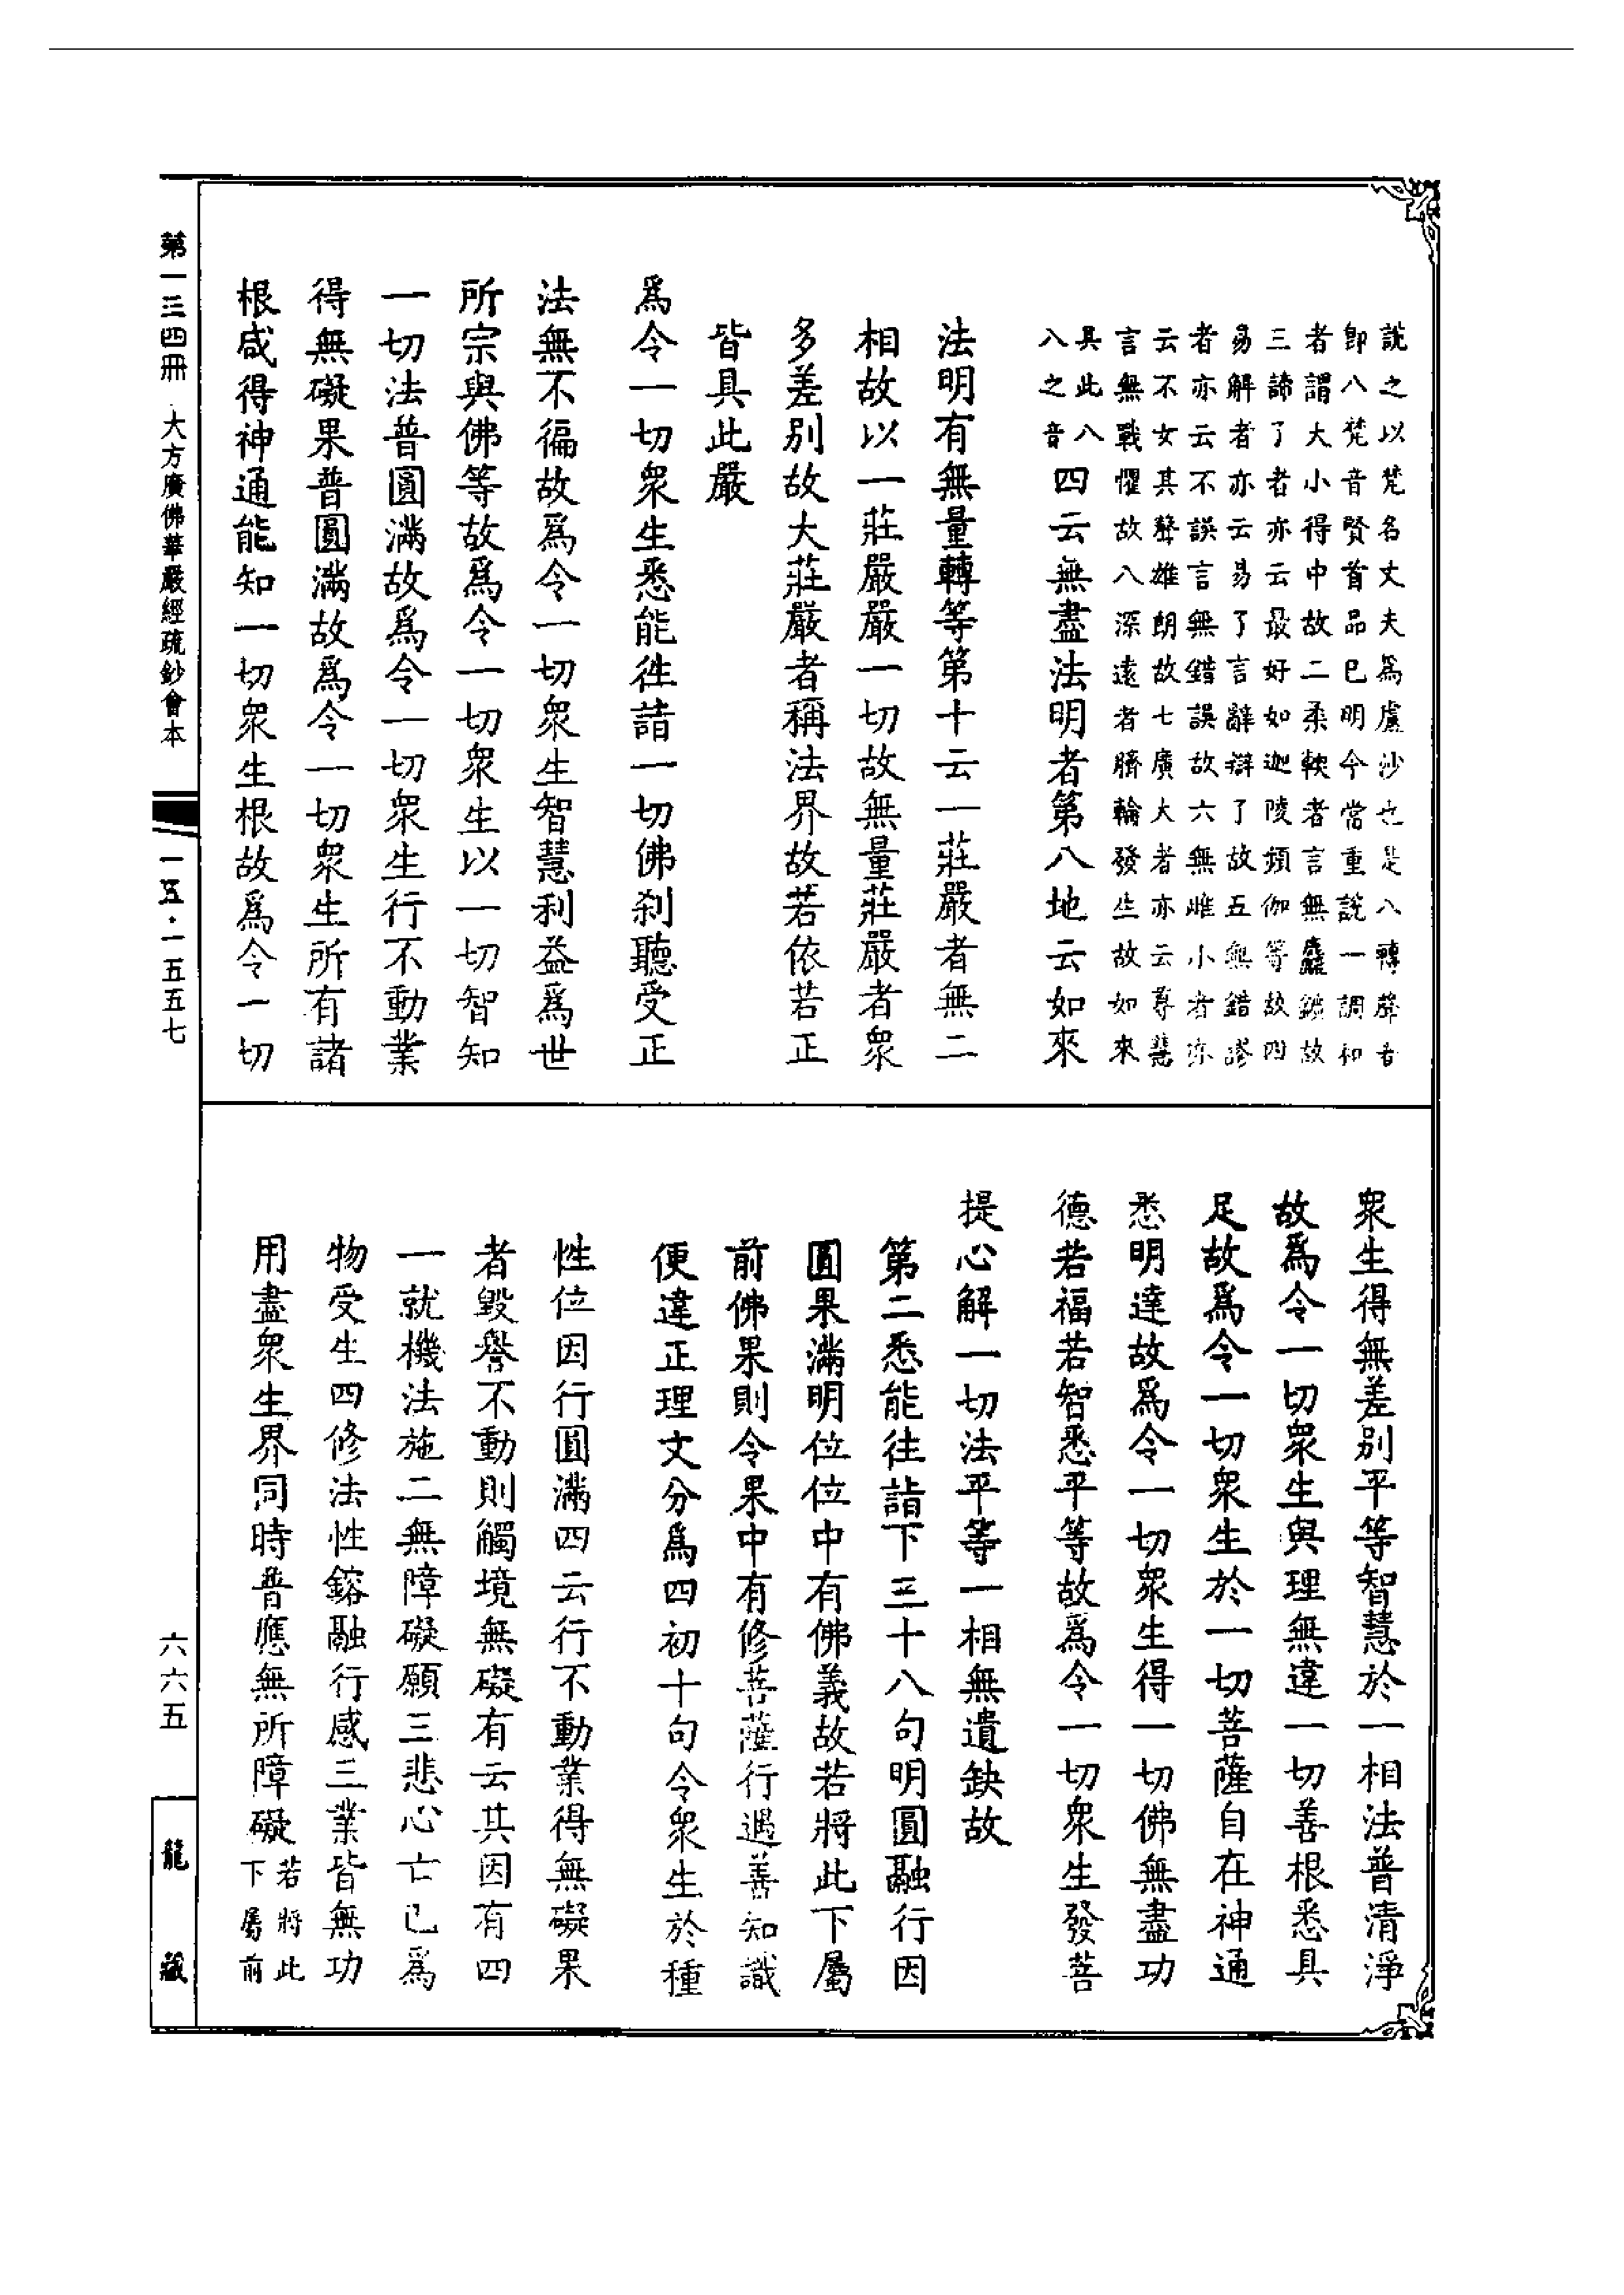 說之以梵名丈夫爲盧沙也是八轉聲者
即八梵音賢首品已明今當重說一調和
者謂大小得中故二柔軟者言無麤鑛故
三諦了者亦云最好如迦陵頻伽等故四
易解者亦云易了言辭辯了故五無錯謬
者亦云不誤言無錯誤故六無雌小者亦
云不女其聲雄朗故七廣大者亦云尊慧
言無戰懼故八深遠者臍輪發生故如來
具此八
八之音四云無盡法明者第八地云如來
法明有無量轉等第十云一莊嚴者無二
相故以一莊嚴嚴一切故無量莊嚴者衆
多差別故大莊嚴者稱法界故若依若正
皆具此嚴
爲令一切衆生悉能往詣一切佛剎聽受正
法無不徧故爲令一切衆生智慧利益爲世
所宗與佛等故爲令一切衆生以一切智知
一切法普圓滿故爲令一切衆生行不動業
得無礙果普圓滿故爲令一切衆生所有諸
根咸得神通能知一切衆生根故爲令一切
衆生得無差別平等智慧於一相法普清淨
故爲令一切衆生與理無違一切善根悉具
足故爲令一切衆生於一切菩薩自在神通
悉明達故爲令一切衆生得一切佛無盡功
德若福若智悉平等故爲令一切衆生發菩
提心解一切法平等一相無遺缺故
第二悉能往詣下三十八句明圓融行因
圓果滿明位位中有佛義故若將此下屬
前佛果則令果中有修菩薩行遇善知識
便違正理文分爲四初十句令衆生於種
性位因行圓滿四云行不動業得無礙果
者毀譽不動則觸境無礙有云其因有四
一就機法施二無障礙願三悲心亡己爲
物受生四修法性鎔融行感三業皆無功
用盡衆生界同時普應無所障礙若將此
下屬前
第一三四冊 大方廣佛華嚴經疏鈔會本
一五·一五五七
六六五
龍藏